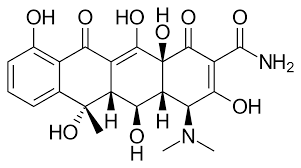 OH O OH H O O
OH
NH₂
H H OH
HO OH N